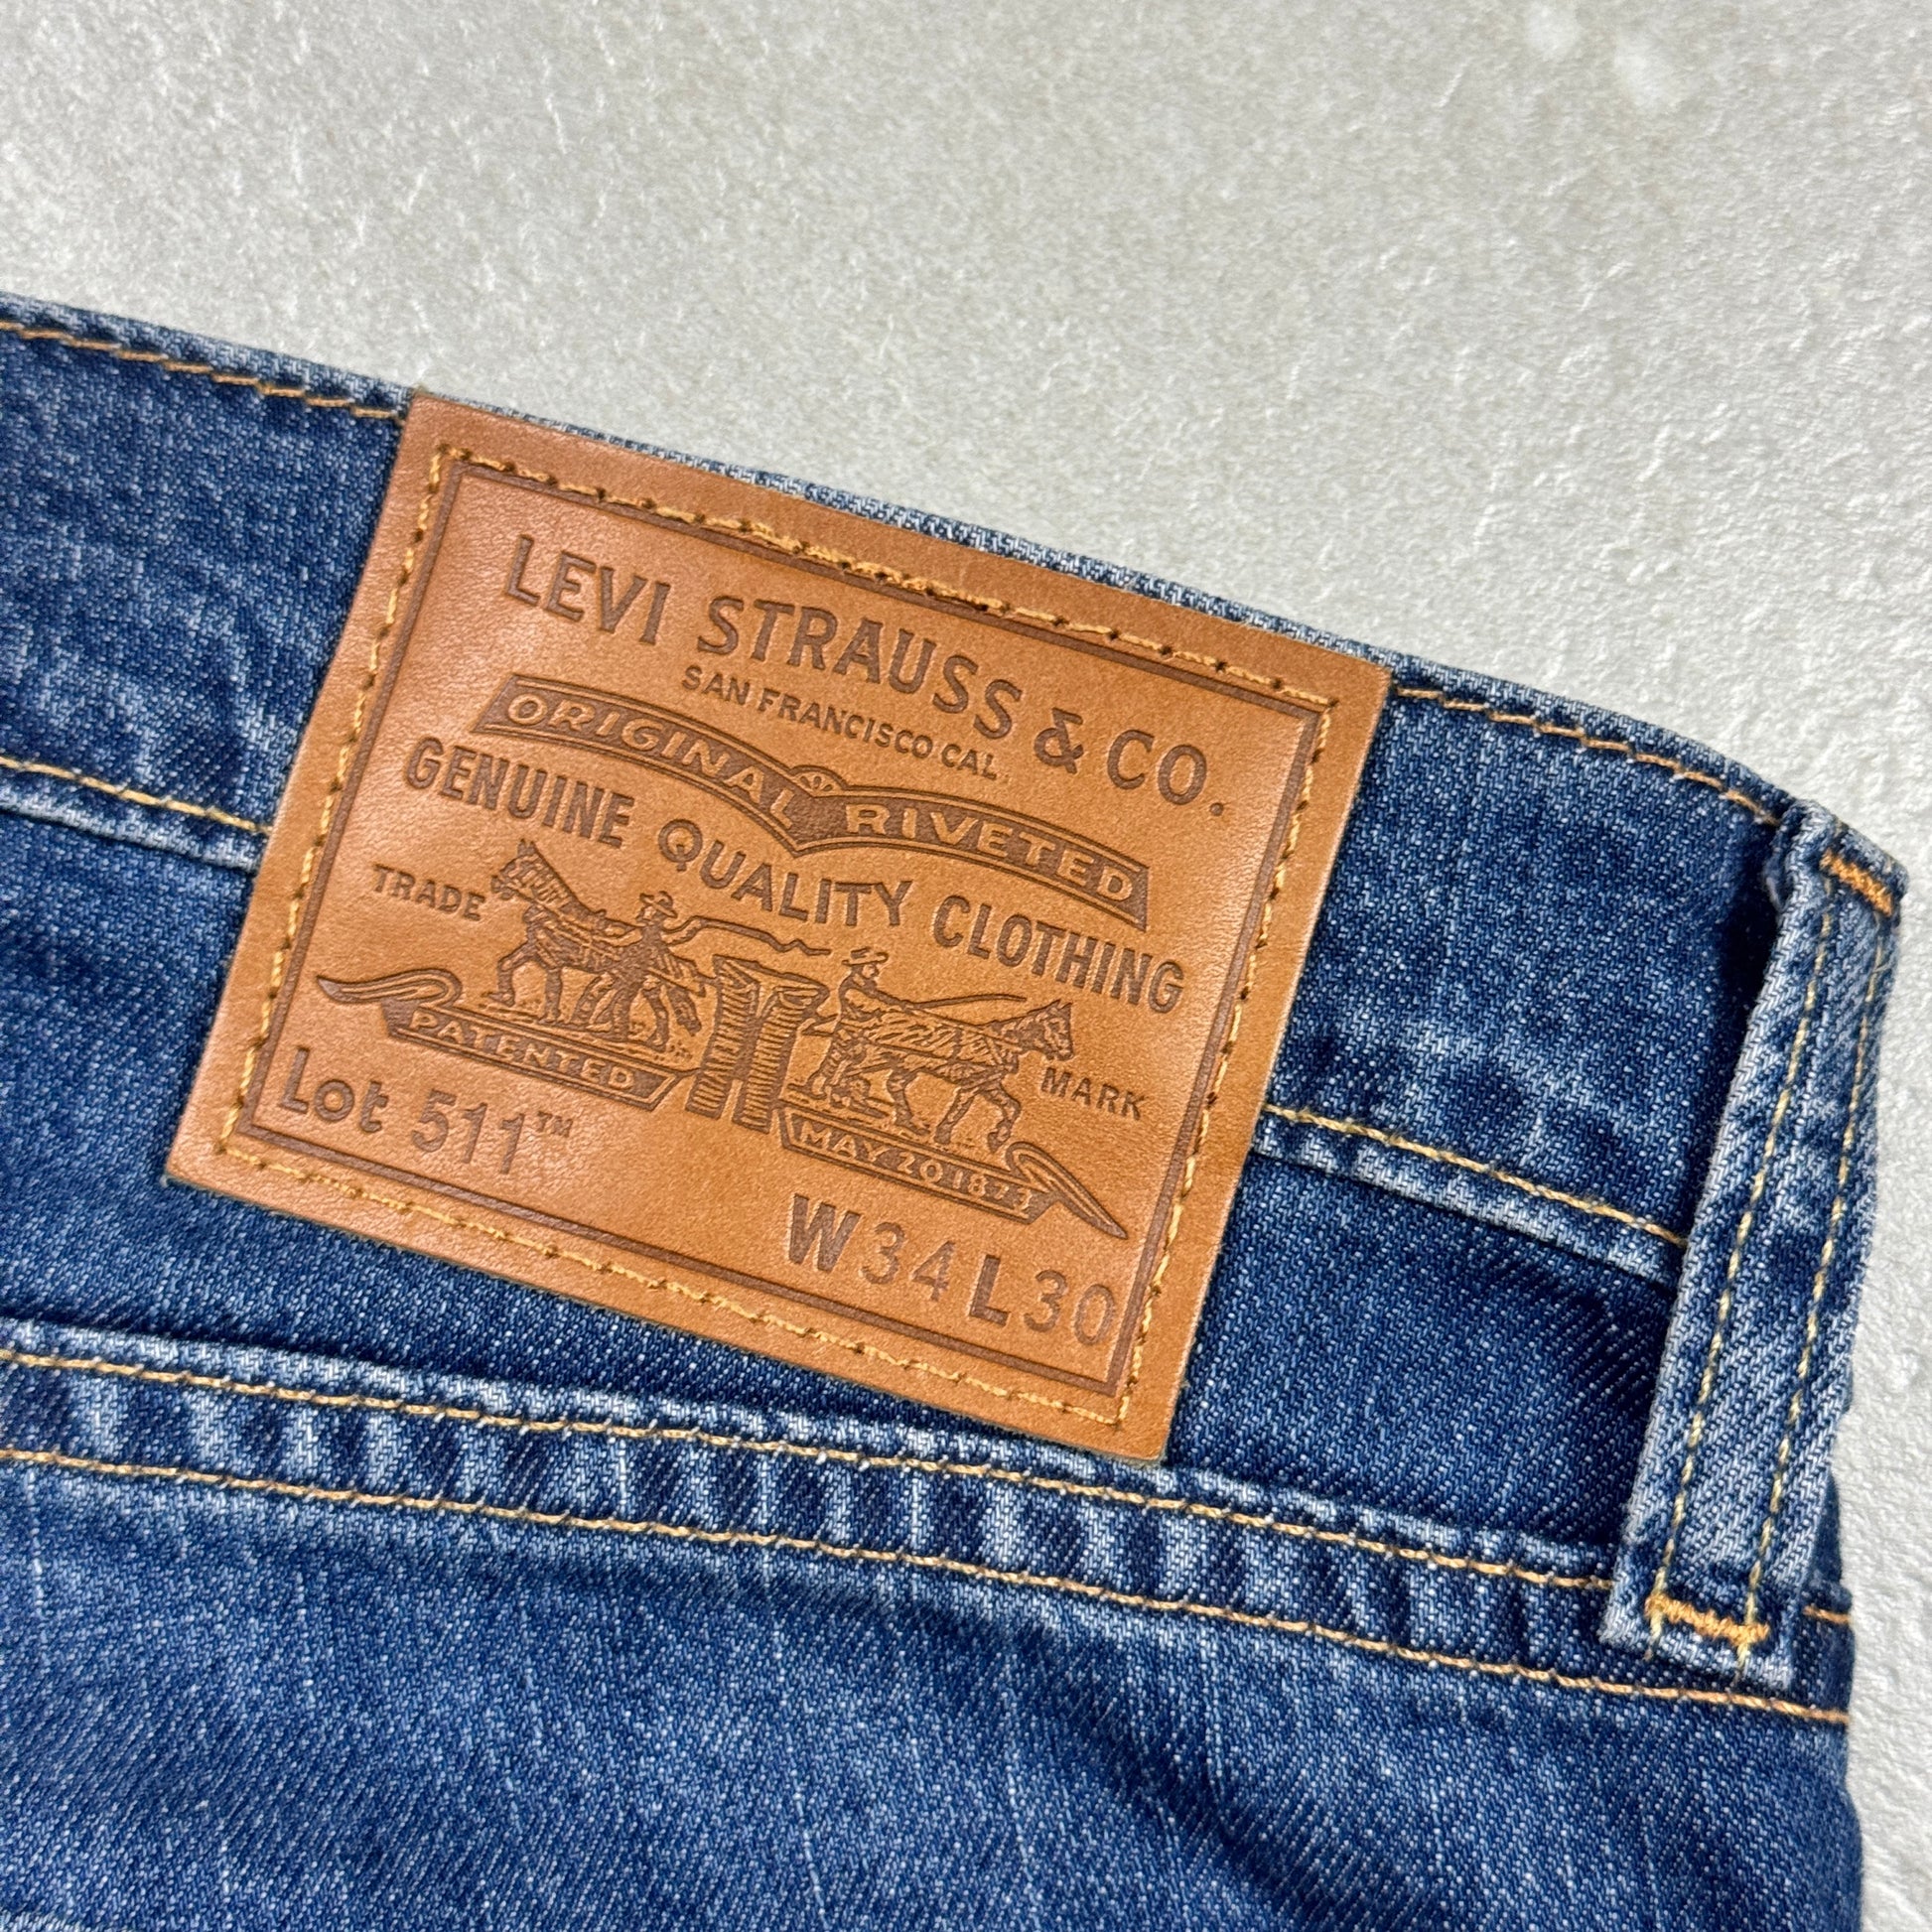 LEVI STRAUSS & CO.
SAN FRANCISCO CAL.
ORIGINAL RIVETED
GENUINE QUALITY CLOTHING
TRADE MARK
PATENTED MAY 20 1873
Lot 511™
W34 L30